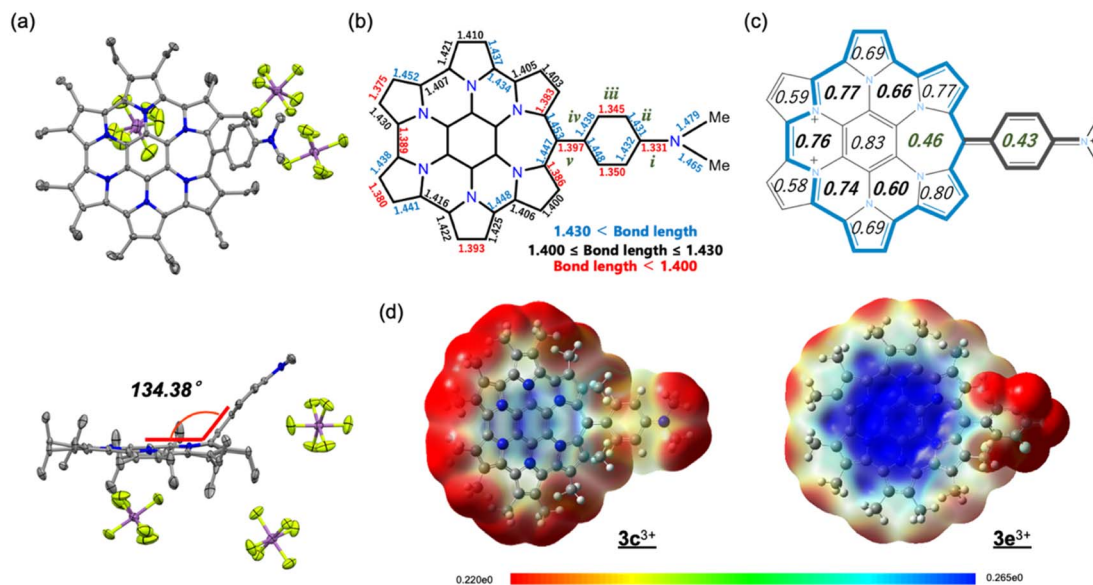 (a)
(b)
(c)
1.410
1.421
1.437
1.452
1.407
1.434
1.405
1.403
1.375
1.383
1.430
1.389
1.438
1.380
1.441
1.416
1.422
1.393
1.425
1.448
1.406
1.400
1.386
1.447
1.453
iv
iii
ii
1.438
1.345
1.431
1.479
N
Me
1.397
1.432
1.331
N
Me
v
1.448
1.350
i
1.465
N
N
N
N
N
1.430 < Bond length
1.400 ≤ Bond length ≤ 1.430
Bond length < 1.400
0.69
N
0.77
0.66
0.77
0.59
N
+
N
0.76
0.83
0.46
0.43
N
+
N
+
0.58
0.74
0.60
0.80
N
N
0.69
134.38°
(d)
3c3+
3e3+
0.220e0
0.265e0